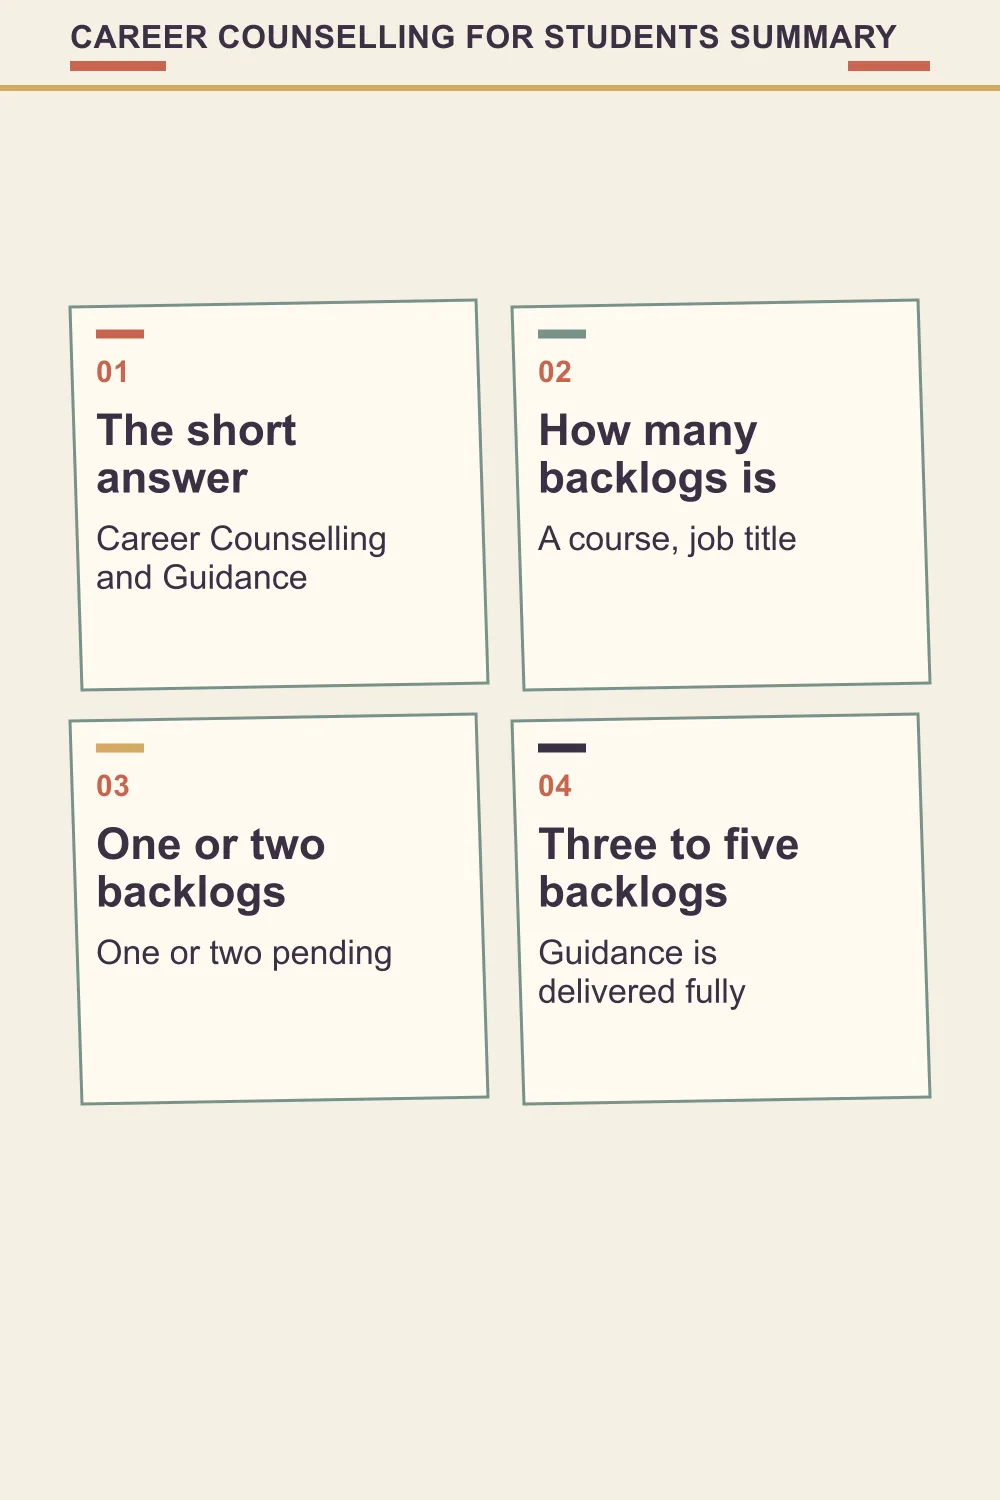 CAREER COUNSELLING FOR STUDENTS SUMMARY
01
The short
answer
Career Counselling
and Guidance
02
How many
backlogs is
A course, job title
03
One or two
backlogs
One or two pending
04
Three to five
backlogs
Guidance is
delivered fully